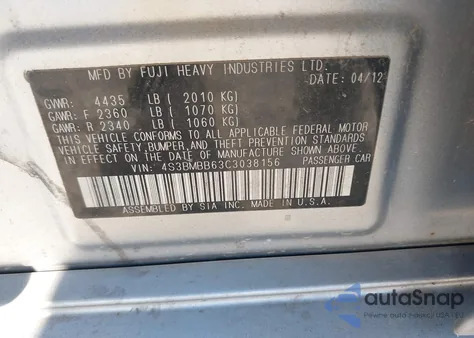 MFD BY FUJI HEAVY INDUSTRIES LTD.
DATE: 04/12
GVWR: 4435 LB ( 2010 KG)
GAWR: F 2360 LB ( 1070 KG)
GAWR: R 2340 LB ( 1060 KG)
THIS VEHICLE CONFORMS TO ALL APPLICABLE FEDERAL MOTOR
VEHICLE SAFETY, BUMPER, AND THEFT PREVENTION STANDARDS
IN EFFECT ON THE DATE OF MANUFACTURE SHOWN ABOVE.
VIN: 4S3BMBB63C3038156 PASSENGER CAR
ASSEMBLED BY SIA INC. MADE IN U.S.A.
autoSnap